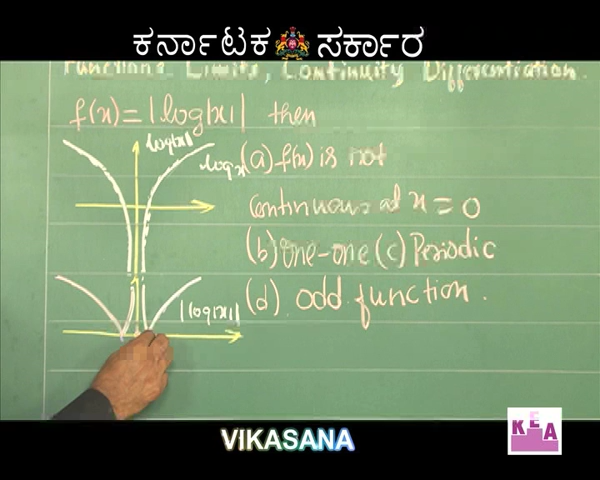 ಕರ್ನಾಟಕ ಸರ್ಕಾರ
Functions, Limits, Continuity Differentiation
f(x) = |log|x|| then
log|x|
log x
(a) f(x) is not
continuous at x = 0
(b) one-one (c) Periodic
(d) odd function.
|log|x||
VIKASANA
KEA